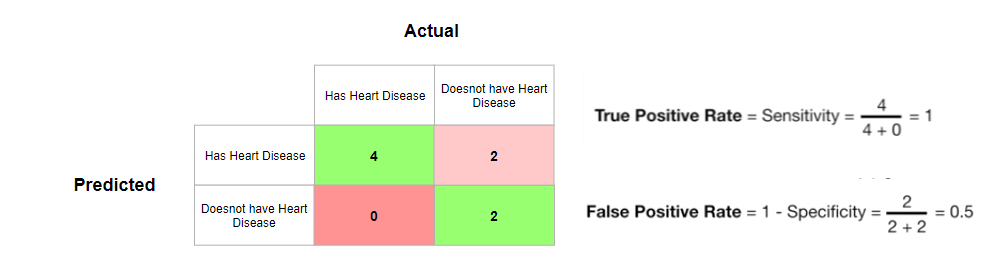 Actual
Has Heart Disease
Doesnot have Heart
Disease
Has Heart Disease
4
2
Predicted
Doesnot have Heart
Disease
0
2
True Positive Rate = Sensitivity = 4 / 4 + 0 = 1
False Positive Rate = 1 - Specificity = 2 / 2 + 2 = 0.5